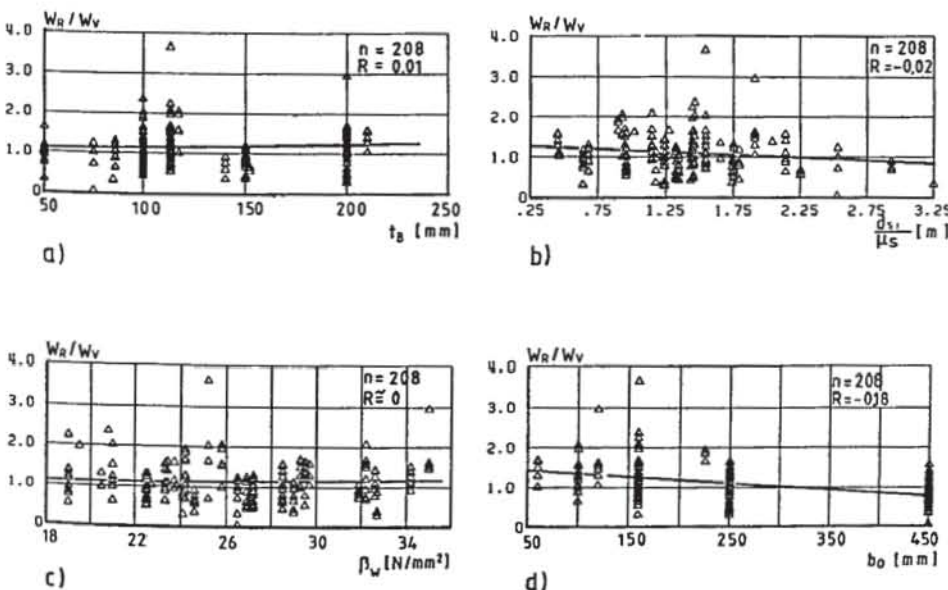 WR/WV
4.0
3.0
2.0
1.0
0
n = 208
R = 0.01
50 100 150 200
tB [mm]
a)
WR/WV
4.0
3.0
2.0
1.0
0
n = 208
R = -0.02
.25 .75 1.25 1.75 2.25 2.75 3.25
ds,
μs [m]
b)
WR/WV
4.0
3.0
2.0
1.0
0
n = 208
R ≅ 0
18 22 26 30 34
βW [N/mm²]
c)
WR/WV
4.0
3.0
2.0
1.0
0
n = 208
R = -018
50 150 250 350 450
b0 [mm]
d)